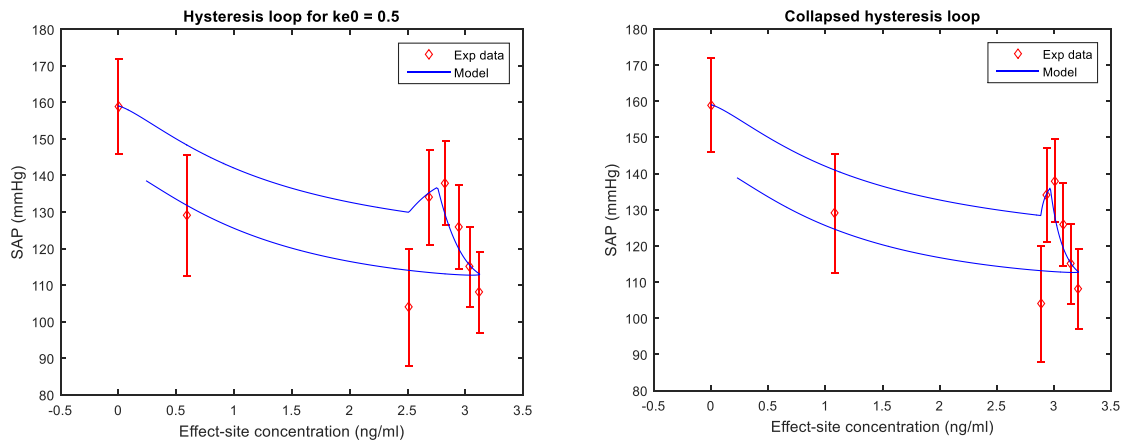 Hysteresis loop for ke0 = 0.5
180
170
160
150
140
130
120
110
100
90
80
SAP (mmHg)
Exp data
Model
-0.5 0 0.5 1 1.5 2 2.5 3 3.5
Effect-site concentration (ng/ml)
Collapsed hysteresis loop
180
170
160
150
140
130
120
110
100
90
80
SAP (mmHg)
Exp data
Model
-0.5 0 0.5 1 1.5 2 2.5 3 3.5
Effect-site concentration (ng/ml)